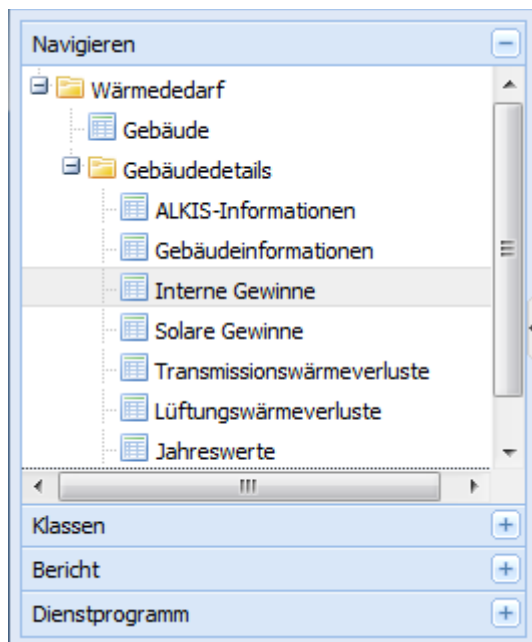 Navigieren
Wärmededarf
Gebäude
Gebäudedetails
ALKIS-Informationen
Gebäudeinformationen
Interne Gewinne
Solare Gewinne
Transmissionswärmeverluste
Lüftungswärmeverluste
Jahreswerte
Klassen
Bericht
Dienstprogramm